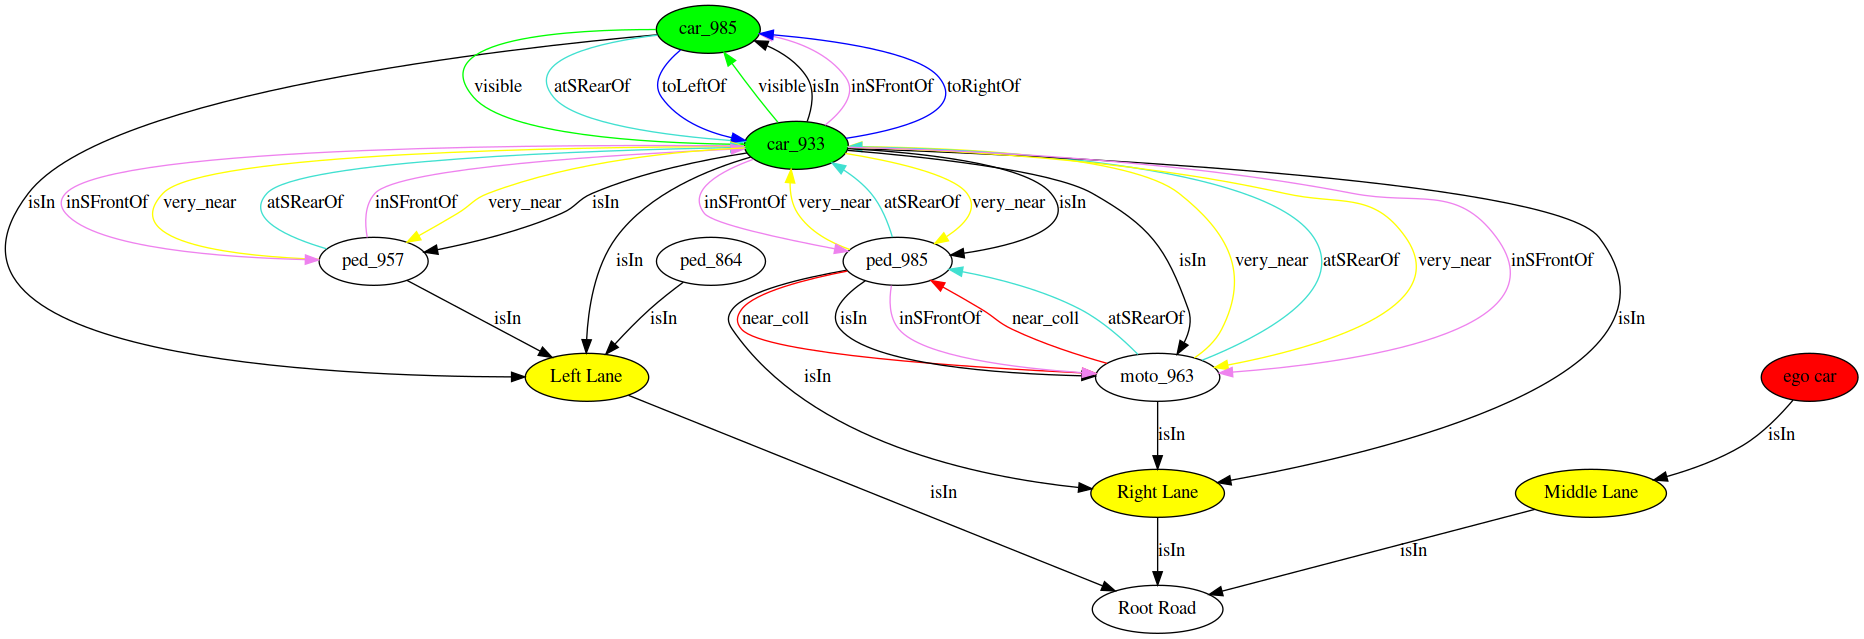 car_985
visible
atSRearOf
toLeftOf
visible
isIn
inSFrontOf
toRightOf
car_933
isIn
inSFrontOf
very_near
atSRearOf
inSFrontOf
very_near
isIn
inSFrontOf
very_near
atSRearOf
very_near
isIn
ped_957
isIn
ped_864
ped_985
isIn
very_near
atSRearOf
very_near
inSFrontOf
isIn
isIn
near_coll
isIn
inSFrontOf
near_coll
atSRearOf
isIn
isIn
Left Lane
isIn
moto_963
ego car
isIn
isIn
isIn
Right Lane
Middle Lane
isIn
isIn
Root Road